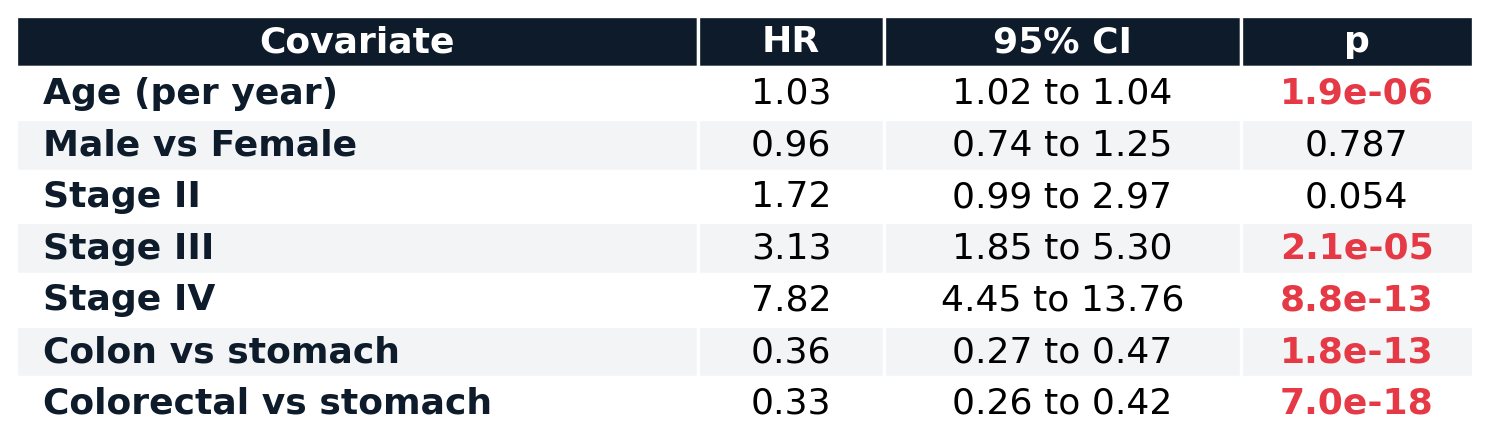 Covariate HR 95% CI p
Age (per year) 1.03 1.02 to 1.04 1.9e-06
Male vs Female 0.96 0.74 to 1.25 0.787
Stage II 1.72 0.99 to 2.97 0.054
Stage III 3.13 1.85 to 5.30 2.1e-05
Stage IV 7.82 4.45 to 13.76 8.8e-13
Colon vs stomach 0.36 0.27 to 0.47 1.8e-13
Colorectal vs stomach 0.33 0.26 to 0.42 7.0e-18